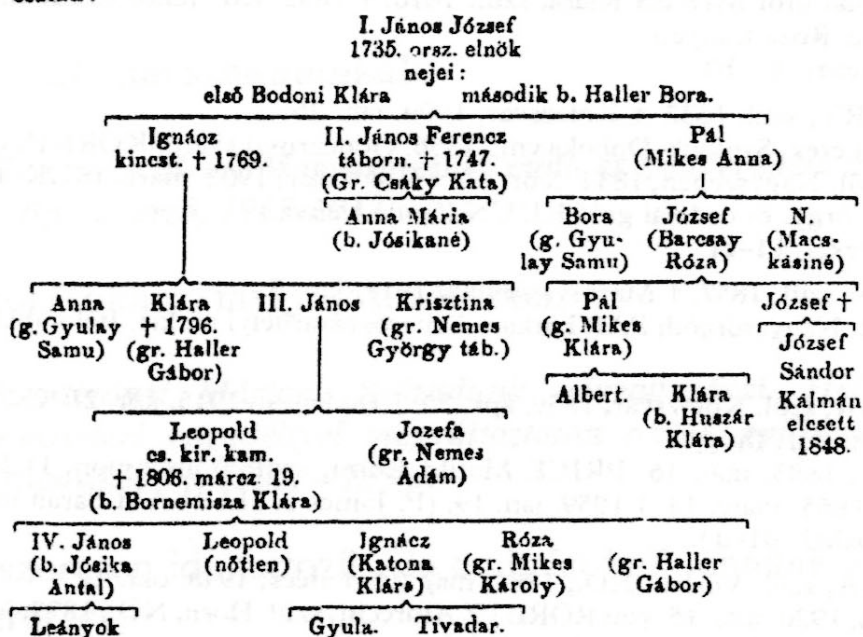 I. János József
1735. orsz. elnök
nejei:
első Bodoni Klára második b. Haller Bora.
Ignácz II. János Ferencz Pál
kincst. † 1769. táborn. † 1747. (Mikes Anna)
(Gr. Csáky Kata)
Anna Mária Bora József N.
(b. Jósikané) (g. Gyu- (Barcsay (Macs-
lay Samu) Róza) kásiné)
Anna Klára III. János Krisztina Pál József †
(g. Gyulay † 1796. (gr. Nemes (g. Mikes József
Samu) (gr. Haller György táb.) Klára)
Gábor) Sándor
Albert. Klára Kálmán
Leopold Jozefa (b. Huszár elesett
cs. kir. kam. (gr. Nemes Klára) 1848.
† 1806. márcz. 19. Ádám)
(b. Bornemisza Klára)
IV. János Leopold Ignácz Róza
(b. Jósika (nőtlen) (Katona (gr. Mikes (gr. Haller
Antal) Klára) Károly) Gábor)
Leányok Gyula. Tivadar.